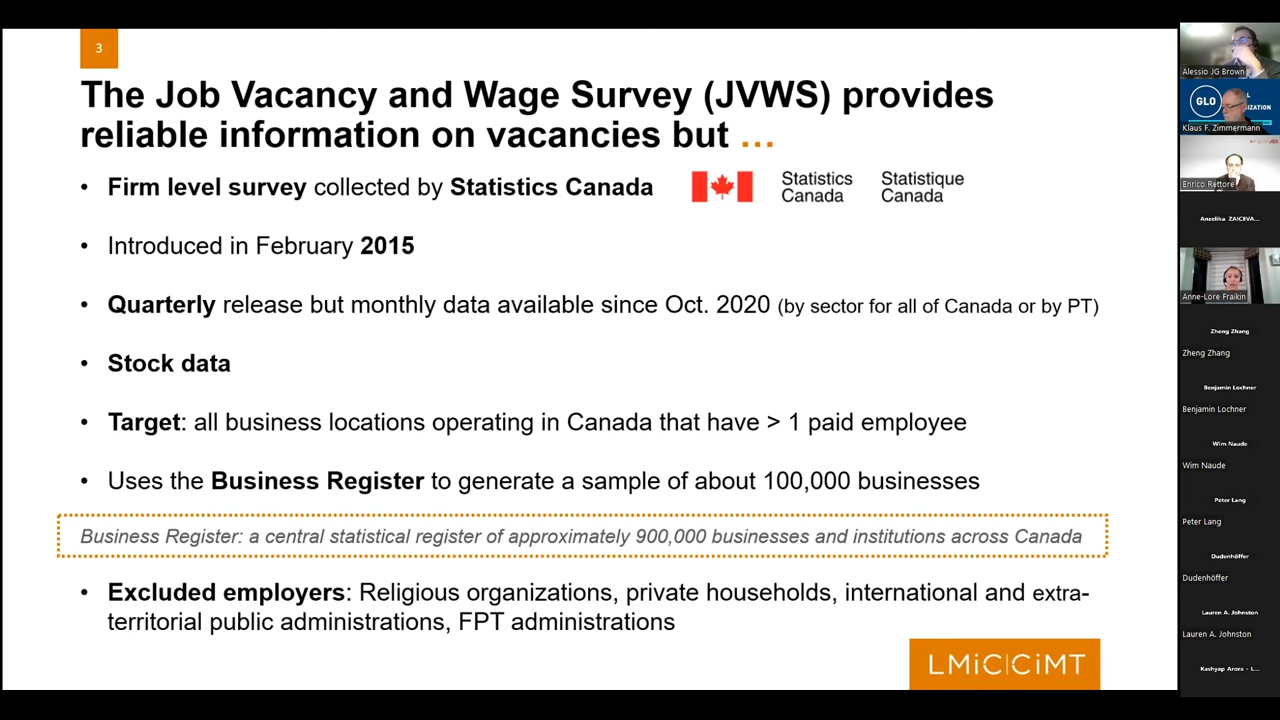 3
The Job Vacancy and Wage Survey (JVWS) provides
reliable information on vacancies but ...
• Firm level survey collected by Statistics Canada
Statistics Canada
Statistique Canada
• Introduced in February 2015
• Quarterly release but monthly data available since Oct. 2020 (by sector for all of Canada or by PT)
• Stock data
• Target: all business locations operating in Canada that have > 1 paid employee
• Uses the Business Register to generate a sample of about 100,000 businesses
Business Register: a central statistical register of approximately 900,000 businesses and institutions across Canada
• Excluded employers: Religious organizations, private households, international and extra-
territorial public administrations, FPT administrations
LMiC|CiMT
Alessio JG Brown
GLO
Klaus F. Zimmermann
Enrico Rettore
Anzelika ZAICEVA...
Anne-Lore Fraikin
Zheng Zhang
Zheng Zhang
Benjamin Lochner
Benjamin Lochner
Wim Naude
Wim Naude
Peter Lang
Peter Lang
Dudenhöffer
Dudenhöffer
Lauren A. Johnston
Lauren A. Johnston
Kashyap Arora - L...